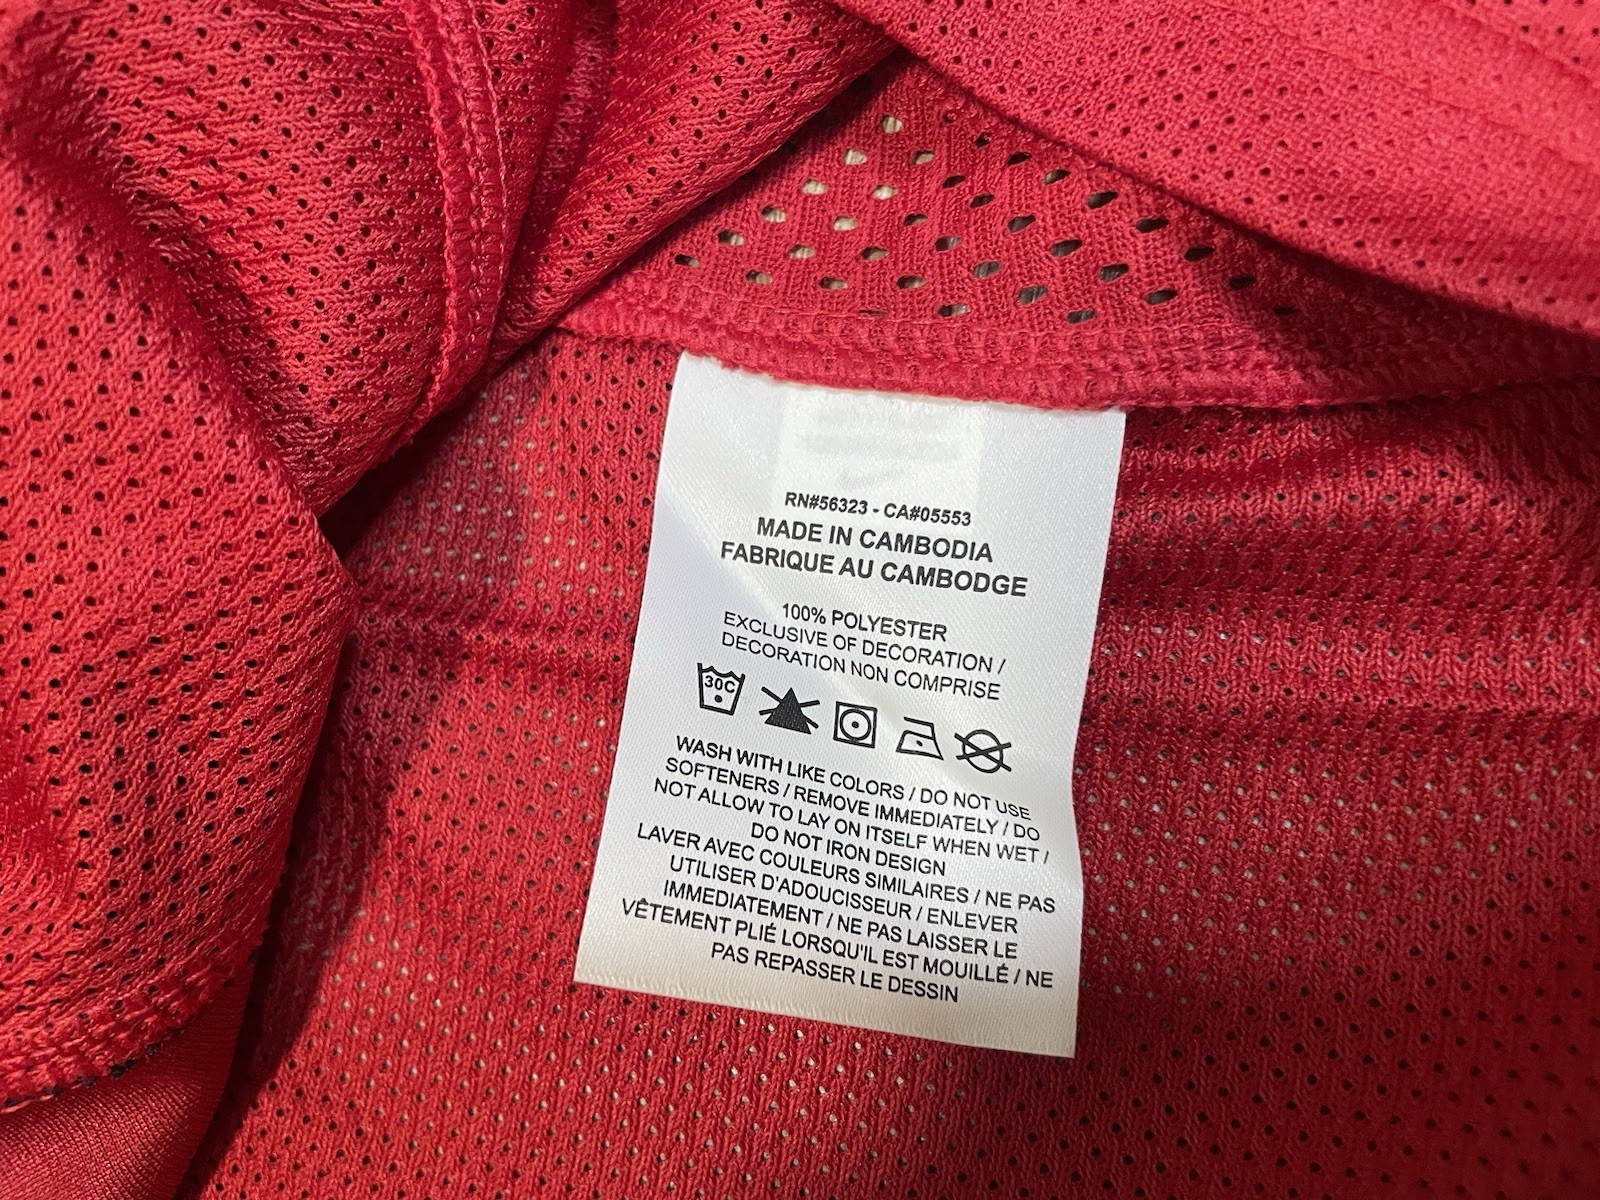 RN#56323 - CA#05553
MADE IN CAMBODIA
FABRIQUE AU CAMBODGE
100% POLYESTER
EXCLUSIVE OF DECORATION /
DECORATION NON COMPRISE
30C
WASH WITH LIKE COLORS / DO NOT USE
SOFTENERS / REMOVE IMMEDIATELY / DO
NOT ALLOW TO LAY ON ITSELF WHEN WET /
DO NOT IRON DESIGN
LAVER AVEC COULEURS SIMILAIRES / NE PAS
UTILISER D'ADOUCISSEUR / ENLEVER
IMMEDIATEMENT / NE PAS LAISSER LE
VÊTEMENT PLIÉ LORSQU'IL EST MOUILLÉ / NE
PAS REPASSER LE DESSIN